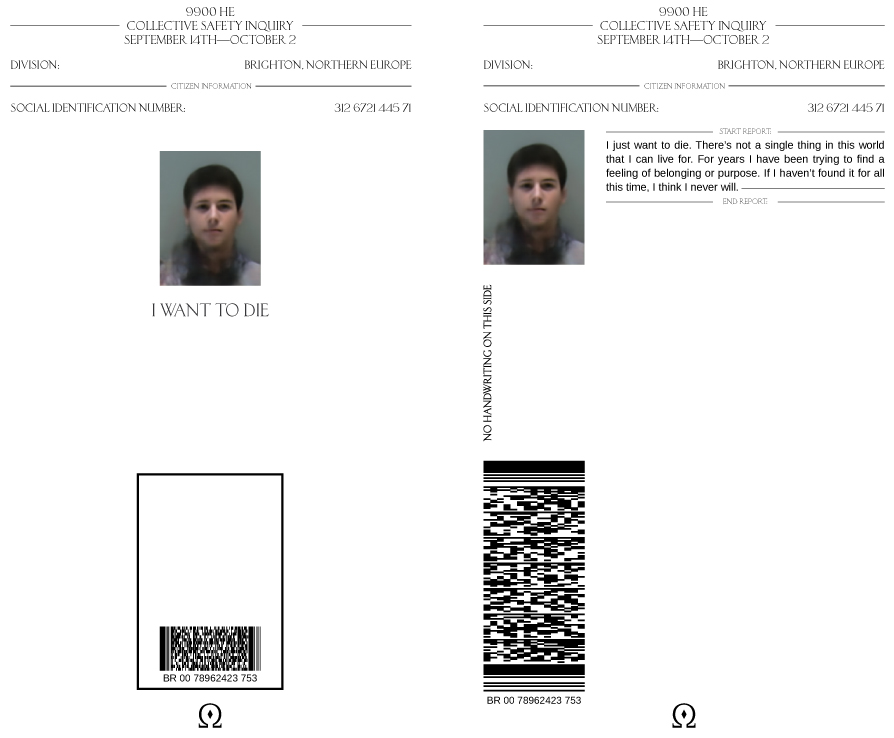 9900 HE
COLLECTIVE SAFETY INQUIRY
SEPTEMBER 14TH—OCTOBER 2
DIVISION: BRIGHTON, NORTHERN EUROPE
CITIZEN INFORMATION
SOCIAL IDENTIFICATION NUMBER: 312 6721 445 71
I WANT TO DIE
BR 00 78962423 753
Ω
9900 HE
COLLECTIVE SAFETY INQUIRY
SEPTEMBER 14TH—OCTOBER 2
DIVISION: BRIGHTON, NORTHERN EUROPE
CITIZEN INFORMATION
SOCIAL IDENTIFICATION NUMBER: 312 6721 445 71
START REPORT:
I just want to die. There's not a single thing in this world
that I can live for. For years I have been trying to find a
feeling of belonging or purpose. If I haven't found it for all
this time, I think I never will.
END REPORT:
NO HANDWRITING ON THIS SIDE
BR 00 78962423 753
Ω